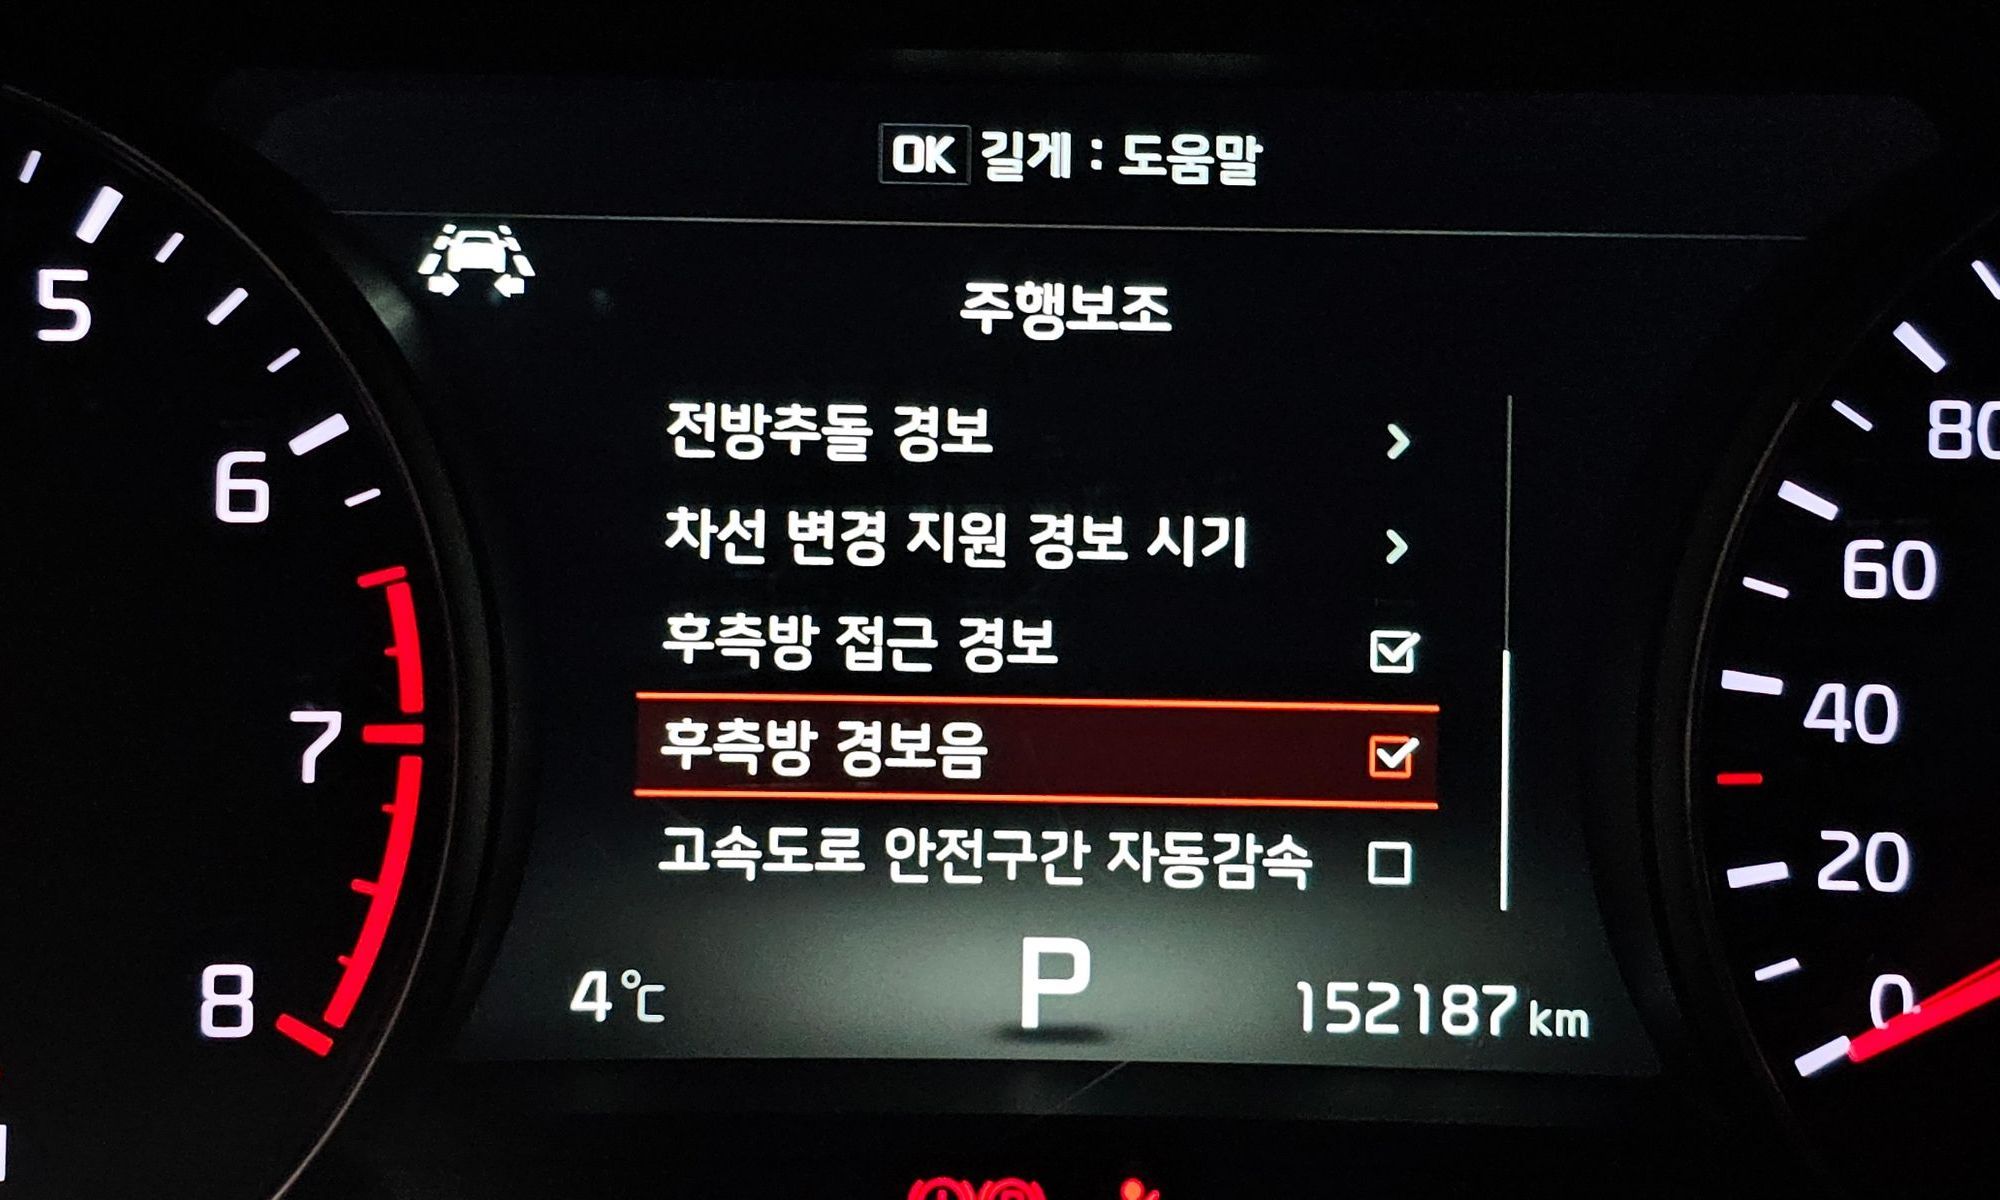 OK 길게 : 도움말
주행보조
전방추돌 경보
차선 변경 지원 경보 시기
후측방 접근 경보
후측방 경보음
고속도로 안전구간 자동감속
4℃
P
152187 km
5
6
7
8
80
60
40
20
0